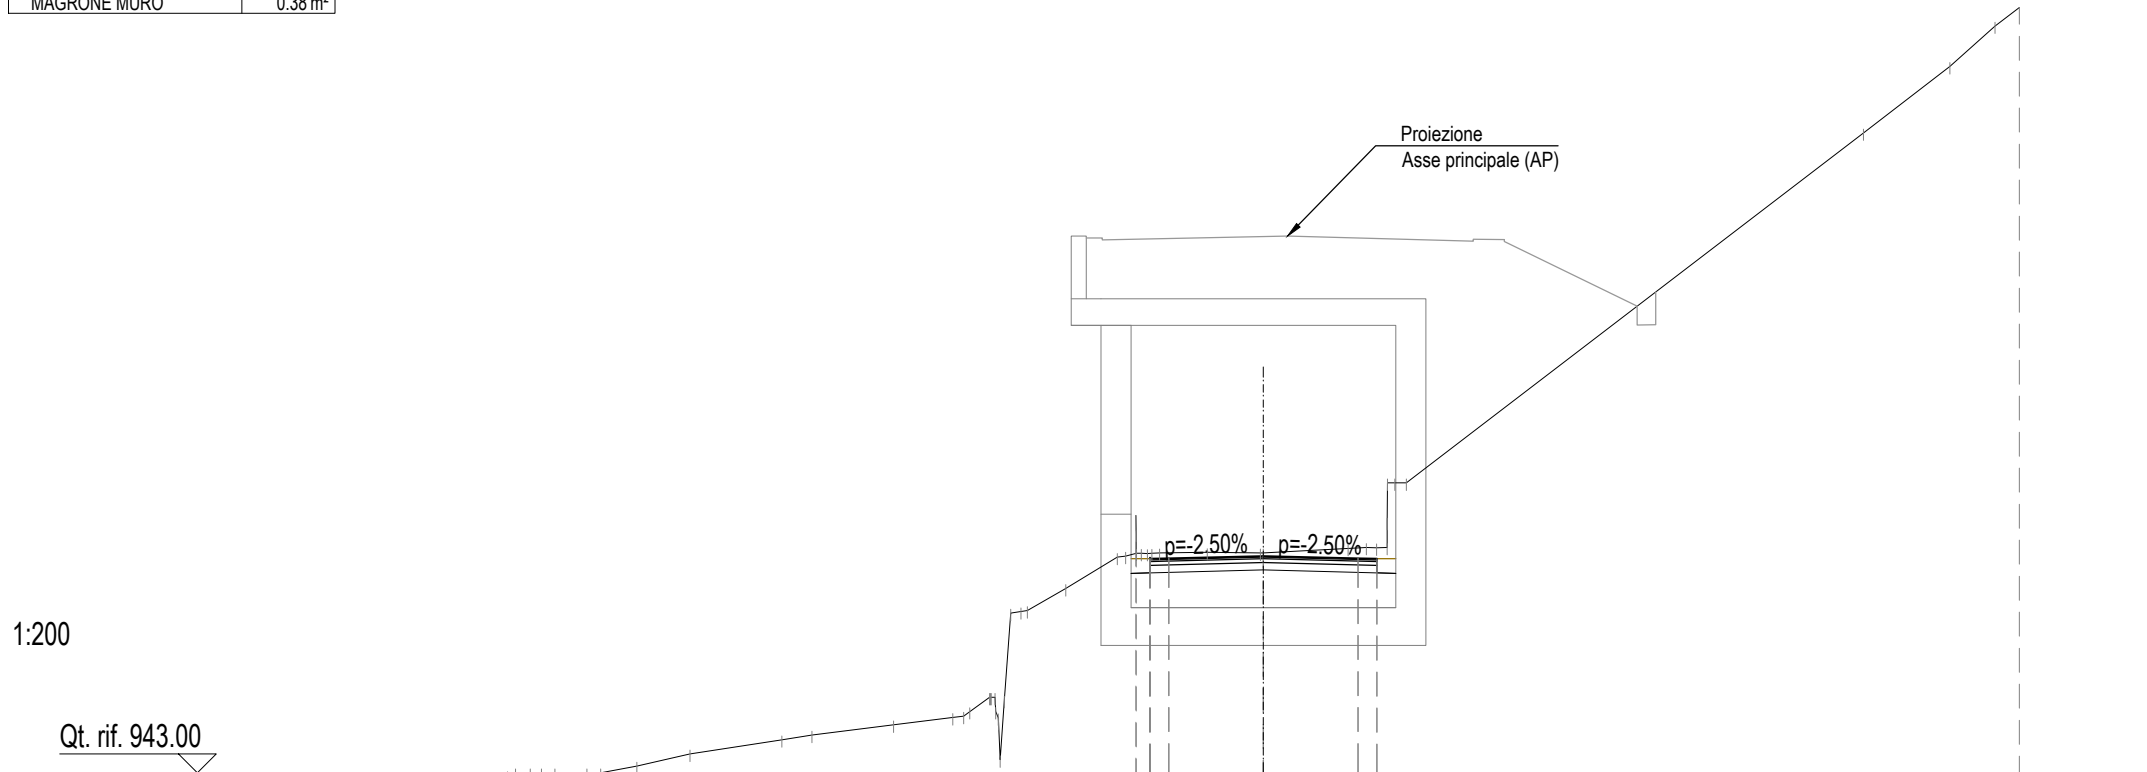 MAGRONE MURO 0.38 m²
Proiezione
Asse principale (AP)
p=-2.50% p=-2.50%
1:200
Qt. rif. 943.00